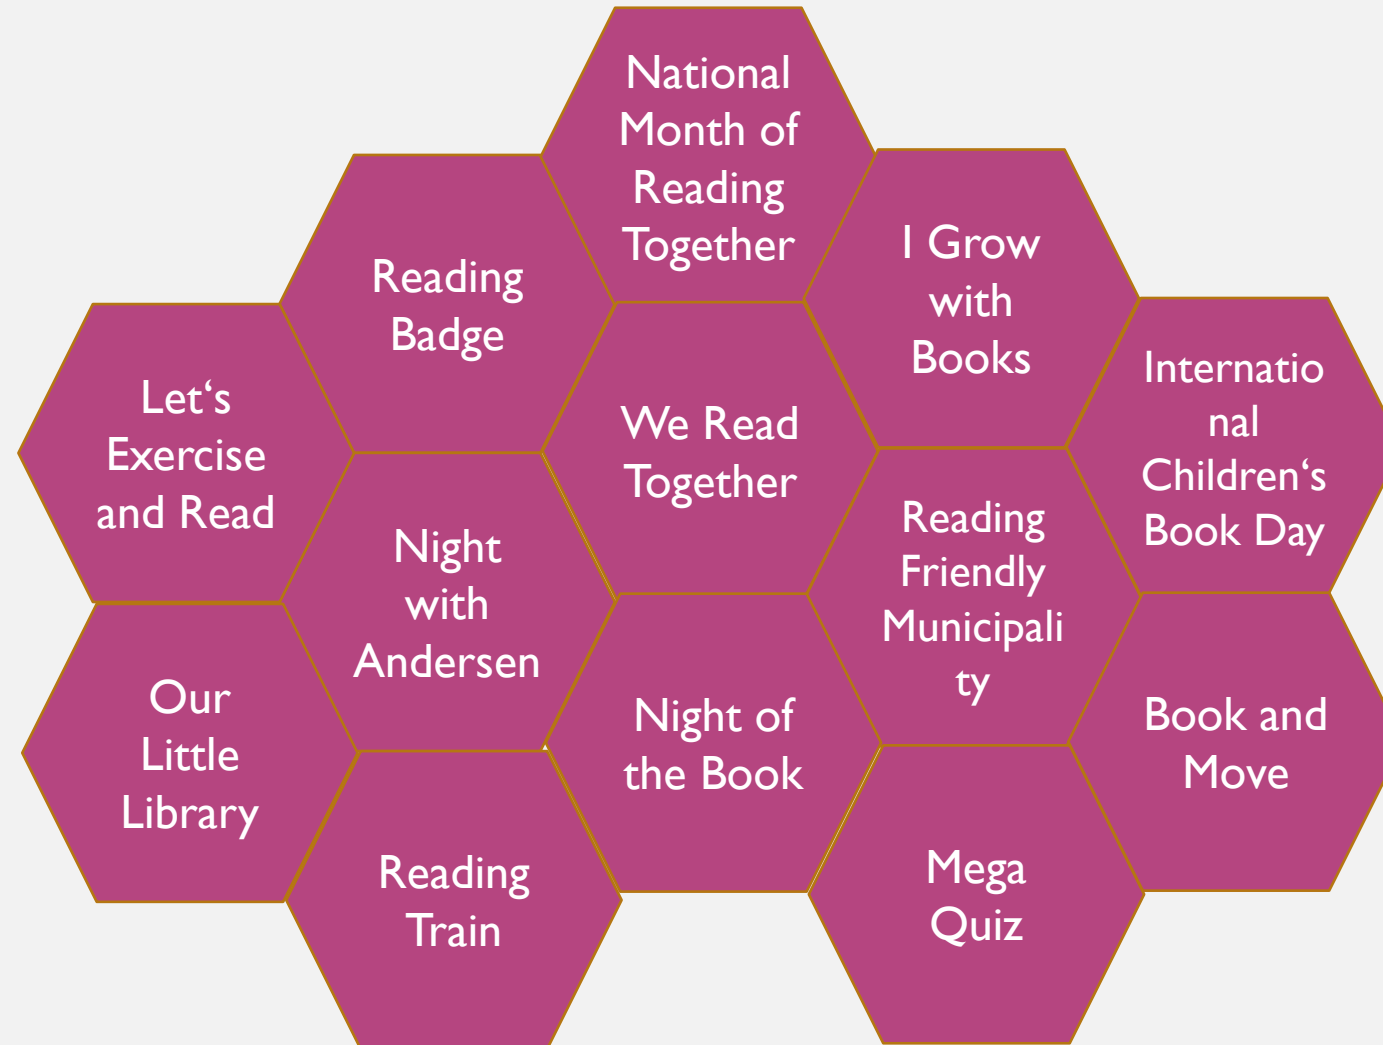 National
Month of
Reading
Together
Reading
Badge
I Grow
with
Books
Let‘s
Exercise
and Read
We Read
Together
Internatio
nal
Children‘s
Book Day
Night
with
Andersen
Reading
Friendly
Municipali
ty
Our
Little
Library
Night of
the Book
Book and
Move
Reading
Train
Mega
Quiz